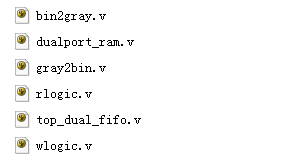 bin2gray.v
dualport_ram.v
gray2bin.v
rlogic.v
top_dual_fifo.v
wlogic.v